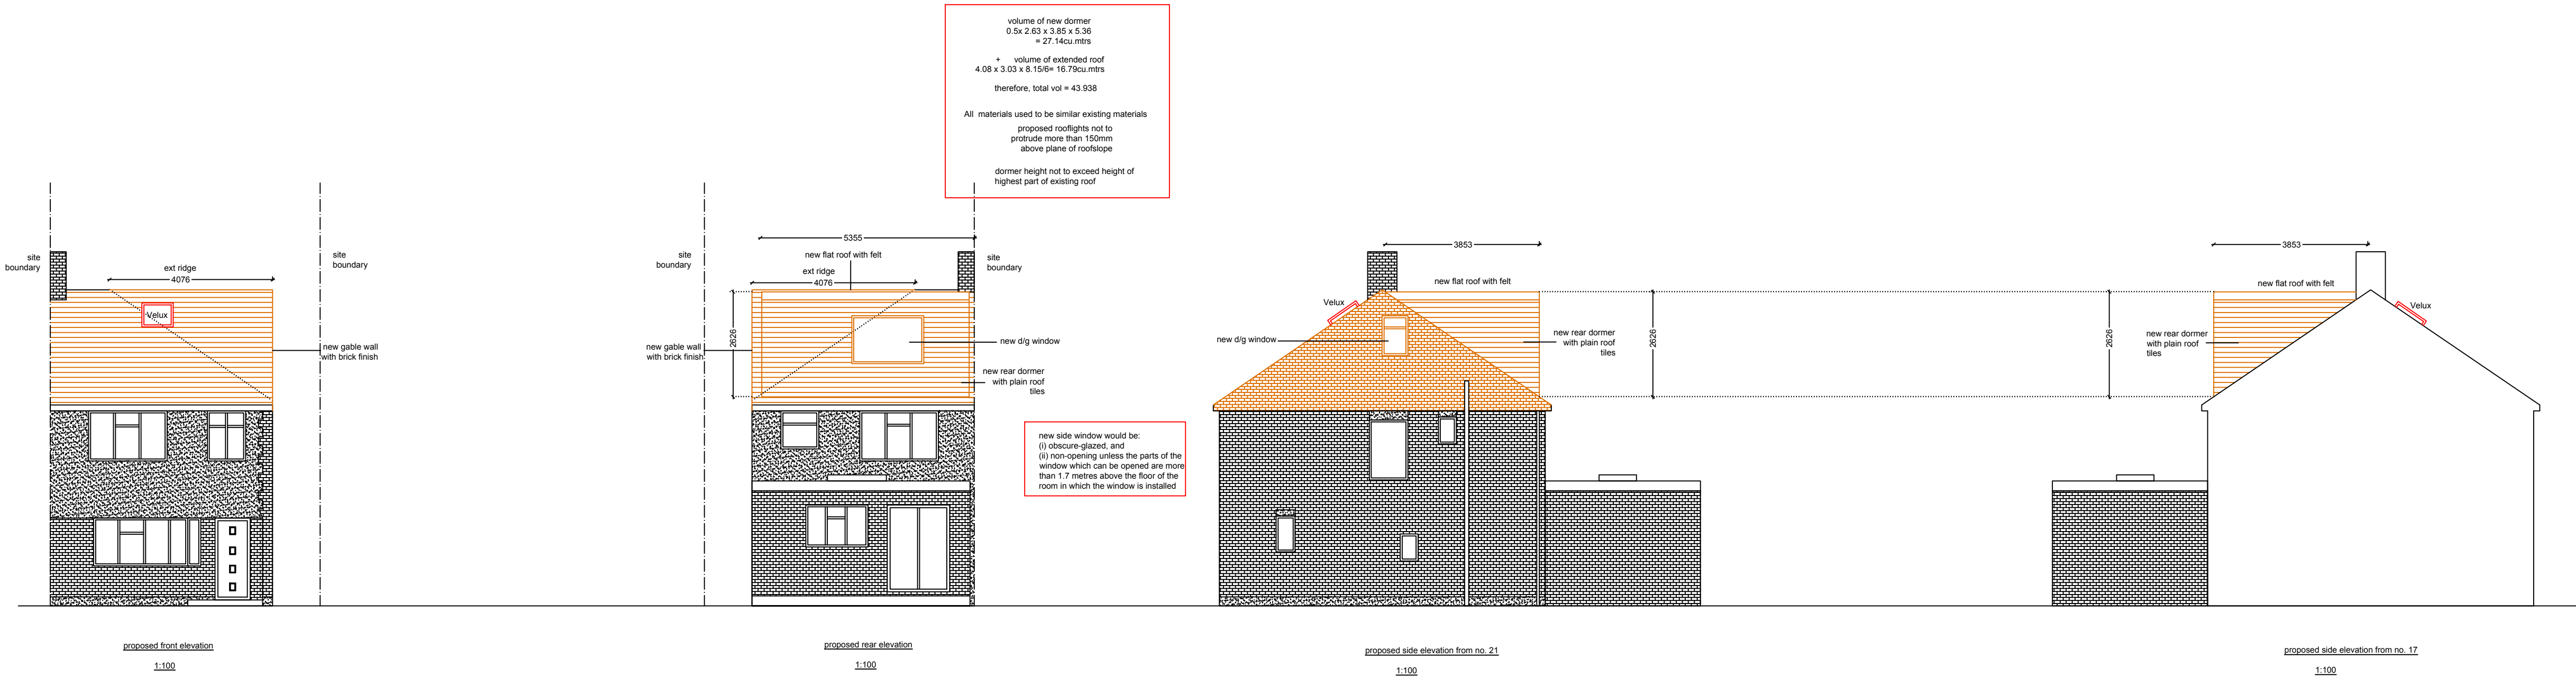 volume of new dormer
0.5x 2.63 x 3.85 x 5.36
= 27.14cu.mtrs
+ volume of extended roof
4.08 x 3.03 x 8.15/6= 16.79cu.mtrs
therefore, total vol = 43.938
All materials used to be similar existing materials
proposed rooflights not to
protrude more than 150mm
above plane of roofslope
dormer height not to exceed height of
highest part of existing roof
site
boundary
ext ridge
4076
site
boundary
Velux
new gable wall
with brick finish
proposed front elevation
1:100
site
boundary
5355
new flat roof with felt
ext ridge
4076
site
boundary
2626
new gable wall
with brick finish
new d/g window
new rear dormer
with plain roof
tiles
proposed rear elevation
1:100
new side window would be:
(i) obscure-glazed, and
(ii) non-opening unless the parts of the
window which can be opened are more
than 1.7 metres above the floor of the
room in which the window is installed
3853
new flat roof with felt
Velux
new d/g window
new rear dormer
with plain roof
tiles
2626
proposed side elevation from no. 21
1:100
3853
new flat roof with felt
Velux
2626
new rear dormer
with plain roof
tiles
proposed side elevation from no. 17
1:100